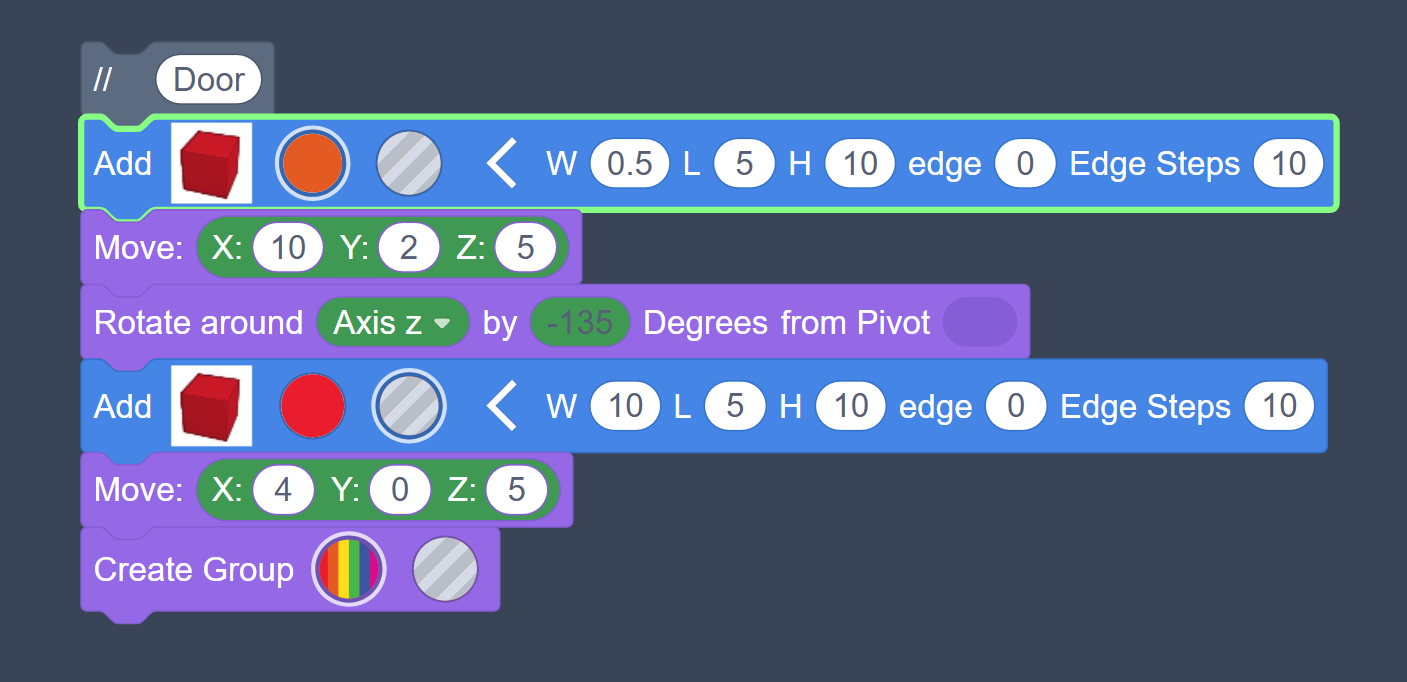 // Door
Add W 0.5 L 5 H 10 edge 0 Edge Steps 10
Move: X: 10 Y: 2 Z: 5
Rotate around Axis z by -135 Degrees from Pivot
Add W 10 L 5 H 10 edge 0 Edge Steps 10
Move: X: 4 Y: 0 Z: 5
Create Group